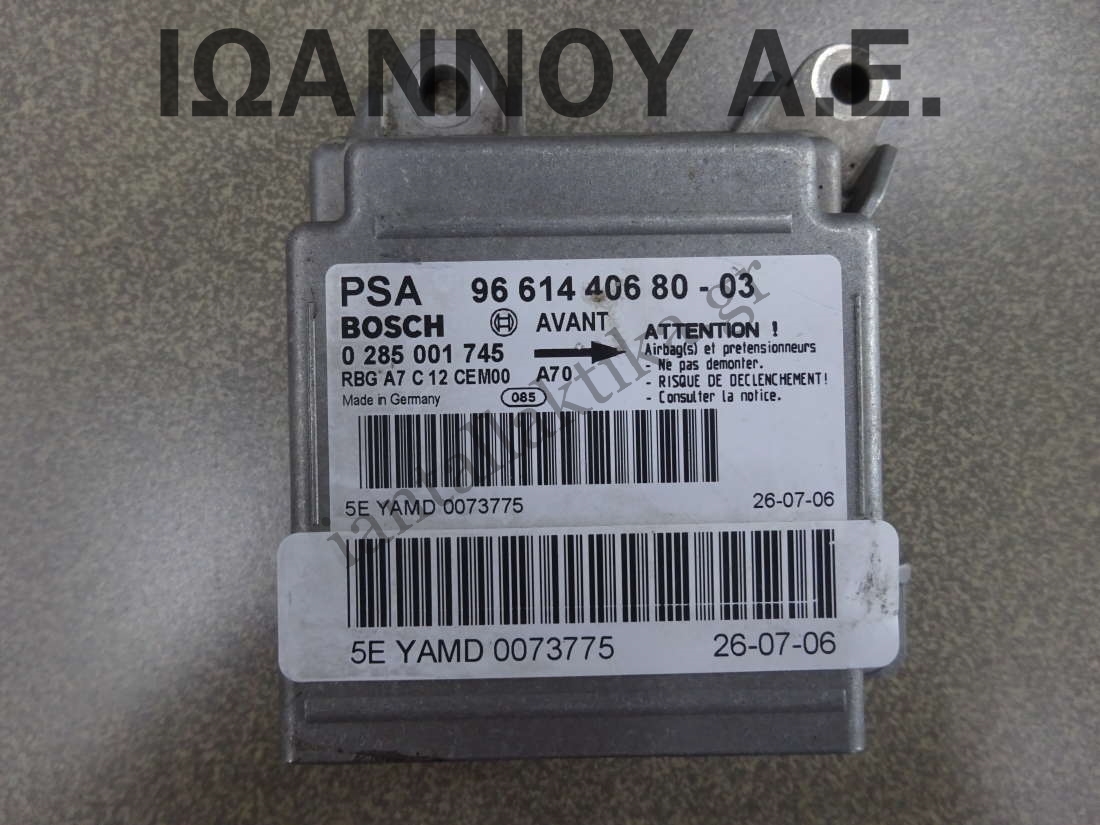 ΙΩΑΝΝΟΥ Α.Ε.
PSA 96 614 406 80 - 03
BOSCH AVANT
0 285 001 745
RBG A7 C 12 CEM00 A70
Made in Germany 085
ATTENTION !
Airbag(s) et pretensionneurs
- Ne pas demonter.
- RISQUE DE DECLENCHEMENT!
- Consulter la notice.
5E YAMD 0073775 26-07-06
5E YAMD 0073775 26-07-06
iantallaktika.gr